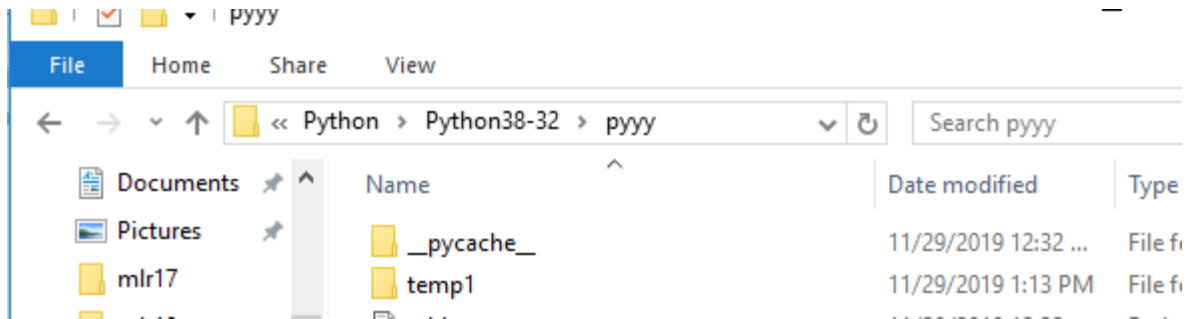 pyyy
File Home Share View
« Python > Python38-32 > pyyy Search pyyy
Documents Name Date modified Type
Pictures __pycache__ 11/29/2019 12:32 ...
mlr17 temp1 11/29/2019 1:13 PM